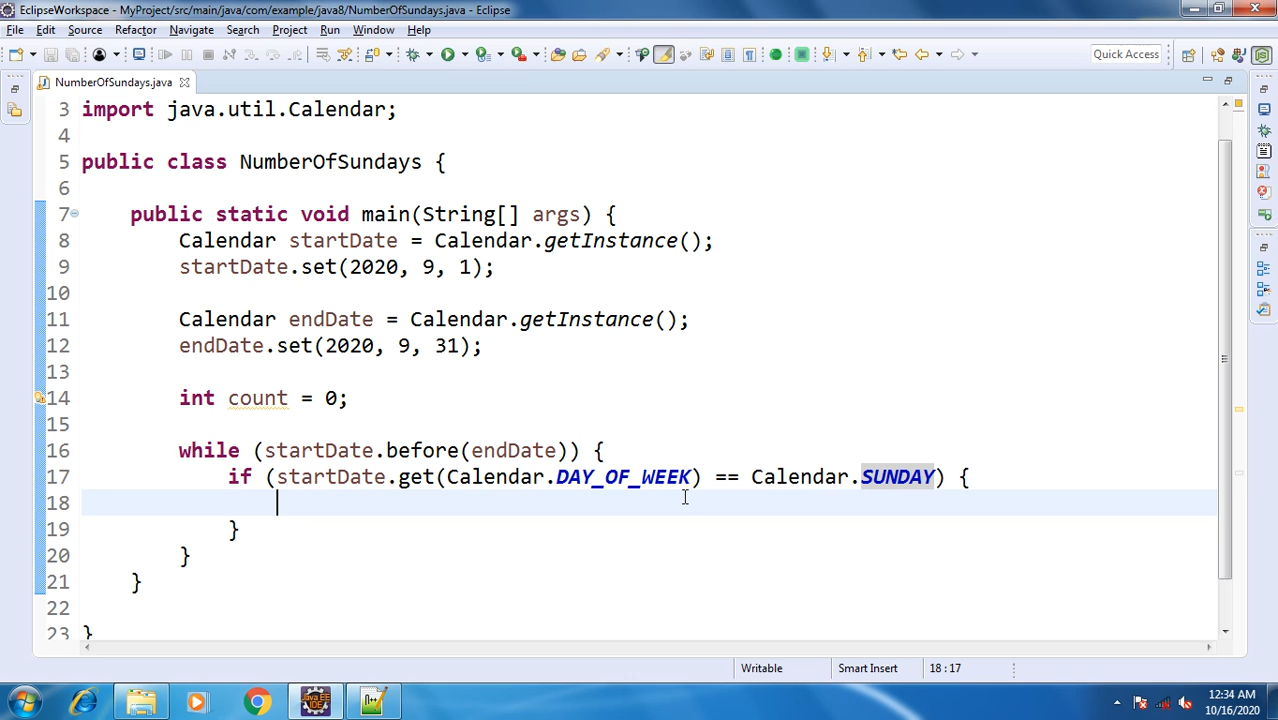 EclipseWorkspace - MyProject/src/main/java/com/example/java8/NumberOfSundays.java - Eclipse
File Edit Source Refactor Navigate Search Project Run Window Help
Quick Access
NumberOfSundays.java
3 import java.util.Calendar;
4
5 public class NumberOfSundays {
6
7 public static void main(String[] args) {
8 Calendar startDate = Calendar.getInstance();
9 startDate.set(2020, 9, 1);
10
11 Calendar endDate = Calendar.getInstance();
12 endDate.set(2020, 9, 31);
13
14 int count = 0;
15
16 while (startDate.before(endDate)) {
17 if (startDate.get(Calendar.DAY_OF_WEEK) == Calendar.SUNDAY) {
18
19 }
20 }
21 }
22
23 }
Writable Smart Insert 18 : 17
Java EE
IDE
12:34 AM
10/16/2020